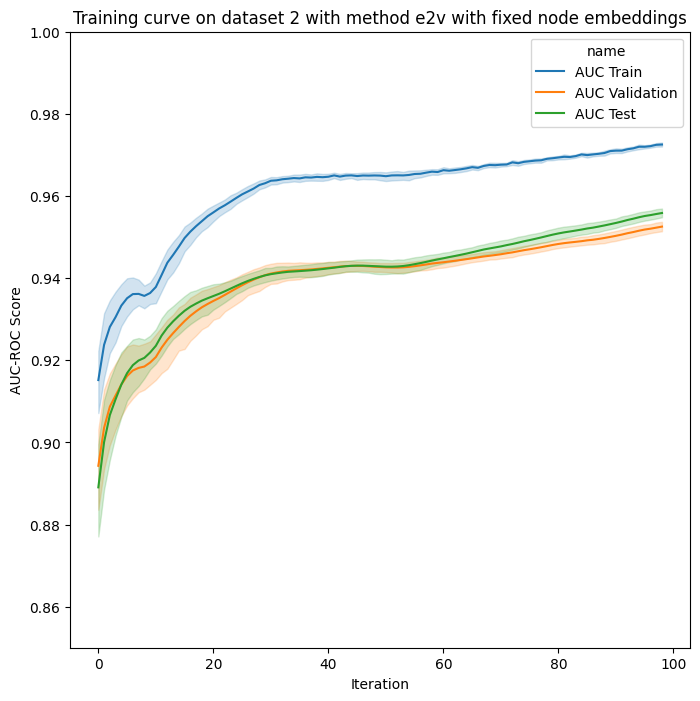 Training curve on dataset 2 with method e2v with fixed node embeddings
1.00
name
AUC Train
AUC Validation
AUC Test
0.98
0.96
0.94
0.92
0.90
0.88
0.86
AUC-ROC Score
0 20 40 60 80 100
Iteration